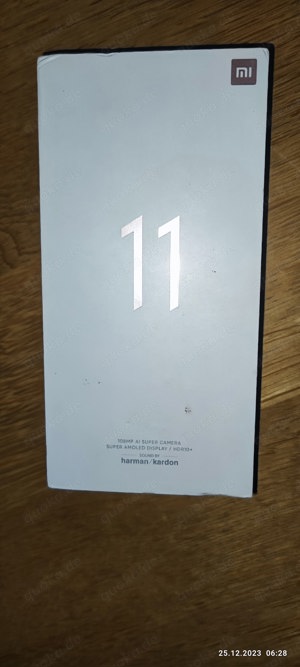 mi
11
108MP AI SUPER CAMERA
SUPER AMOLED DISPLAY / HDR10+
SOUND BY
harman/kardon
25.12.2023 06:28